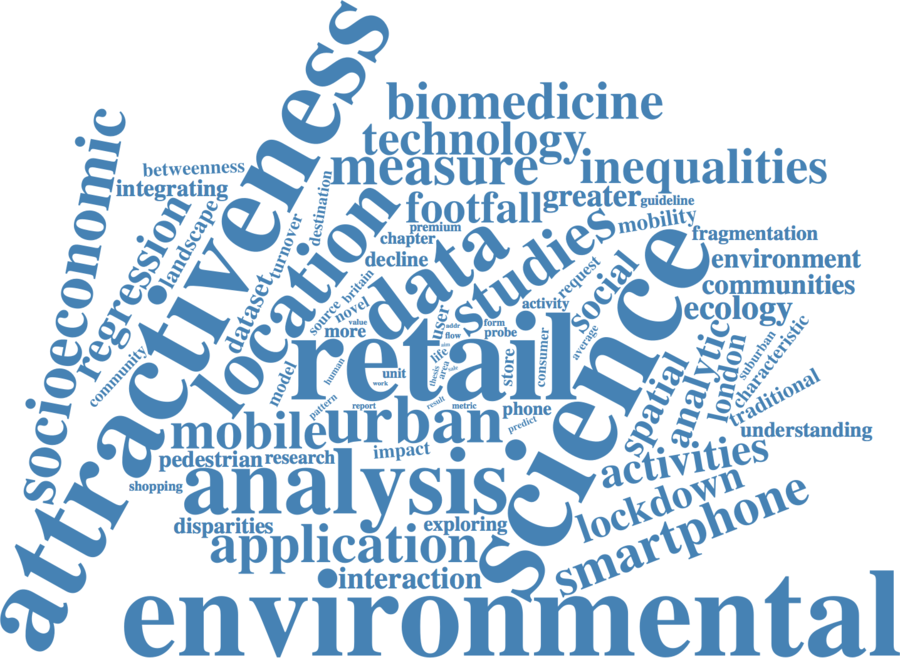 attractiveness
biomedicine
socioeconomic
technology
measure
inequalities
betweenness
integrating
destination
greater
guideline
footfall
location
regression
landscape
turnover
premium
chapter
decline
studies
mobility
fragmentation
data
science
environment
communities
ecology
social
request
activity
britain
source
novel
dataset
more
value
user
addr
flow
form
probe
retail
model
human
unit
work
aim
life
area
sale
thesis
store
consumer
average
community
pattern
report
result
metric
phone
predict
spatial
analytic
london
suburban
characteristic
traditional
understanding
mobile
urban
impact
pedestrian
research
shopping
analysis
activities
lockdown
smartphone
disparities
exploring
application
interaction
environmental